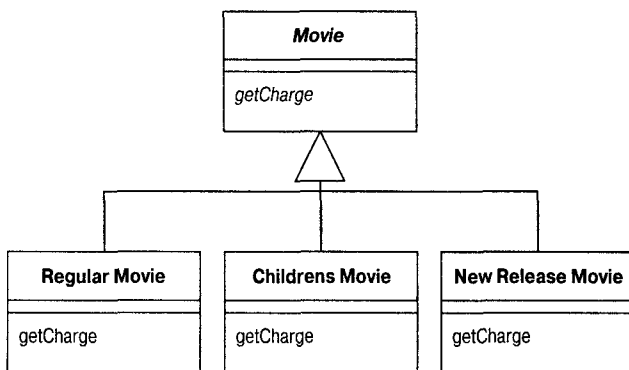 Movie
getCharge
Regular Movie
getCharge
Childrens Movie
getCharge
New Release Movie
getCharge